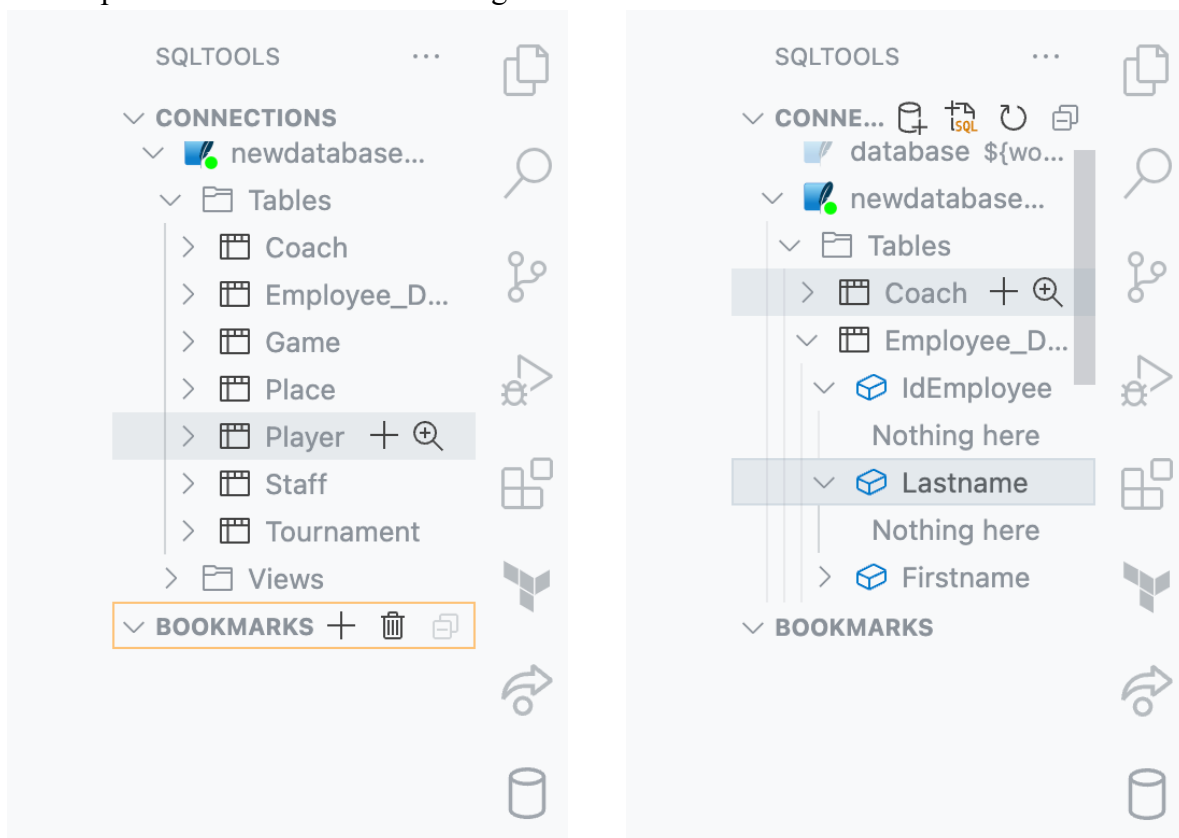 SQLTOOLS ...
CONNECTIONS
newdatabase...
Tables
Coach
Employee_D...
Game
Place
Player
Staff
Tournament
Views
BOOKMARKS
SQLTOOLS ...
CONNE... SQL
database ${wo...
newdatabase...
Tables
Coach
Employee_D...
IdEmployee
Nothing here
Lastname
Nothing here
Firstname
BOOKMARKS